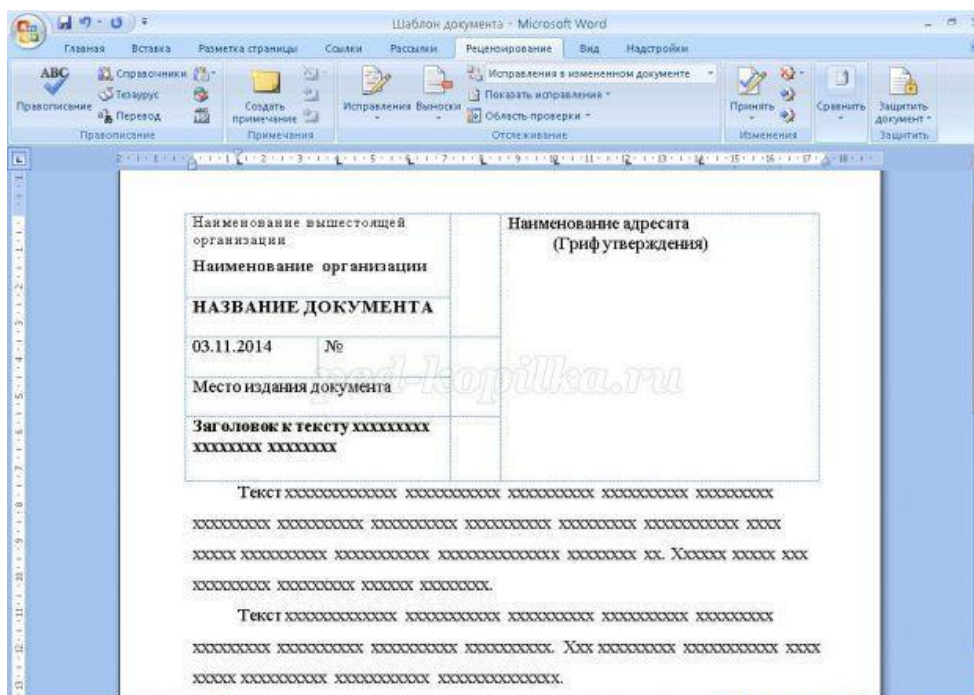 Шаблон документа - Microsoft Word
Главная Вставка Разметка страницы Ссылки Рассылки Рецензирование Вид Надстройки
ABC
Правописание
Справочники
Тезаурус
Перевод
Правописание
Создать примечание
Примечания
Исправления
Выноски
Исправления в измененном документе
Показать исправления
Область проверки
Отслеживание
Принять
Изменения
Сравнить
Защитить документ
Защитить
Наименование вышестоящей
организации
Наименование организации
НАЗВАНИЕ ДОКУМЕНТА
03.11.2014 №
Место издания документа
Заголовок к тексту xxxxxxxxx
xxxxxxxx xxxxxxxx
Наименование адресата
(Гриф утверждения)
ped-kopilka.ru
Текст xxxxxxxxxxxxx xxxxxxxxxxx xxxxxxxxxx xxxxxxxxxx xxxxxxxxx
xxxxxxxxx xxxxxxxxxx xxxxxxxxxx xxxxxxxxxx xxxxxxxxx xxxxxxxxxxx xxxx
xxxxx xxxxxxxxxx xxxxxxxxxxx xxxxxxxxxxxxxx xxxxxxxx xx. Xxxxxx xxxxx xxx
xxxxxxxxx xxxxxxxxx xxxxxx xxxxxxxx.
Текст xxxxxxxxxxxxx xxxxxxxxxxx xxxxxxxxxx xxxxxxxxxx xxxxxxxxx
xxxxxxxxx xxxxxxxxxx xxxxxxxxxx xxxxxxxxxx. Xxx xxxxxxxxx xxxxxxxxxxx xxxx
xxxxx xxxxxxxxxx xxxxxxxxxxx xxxxxxxxxxxxxx.